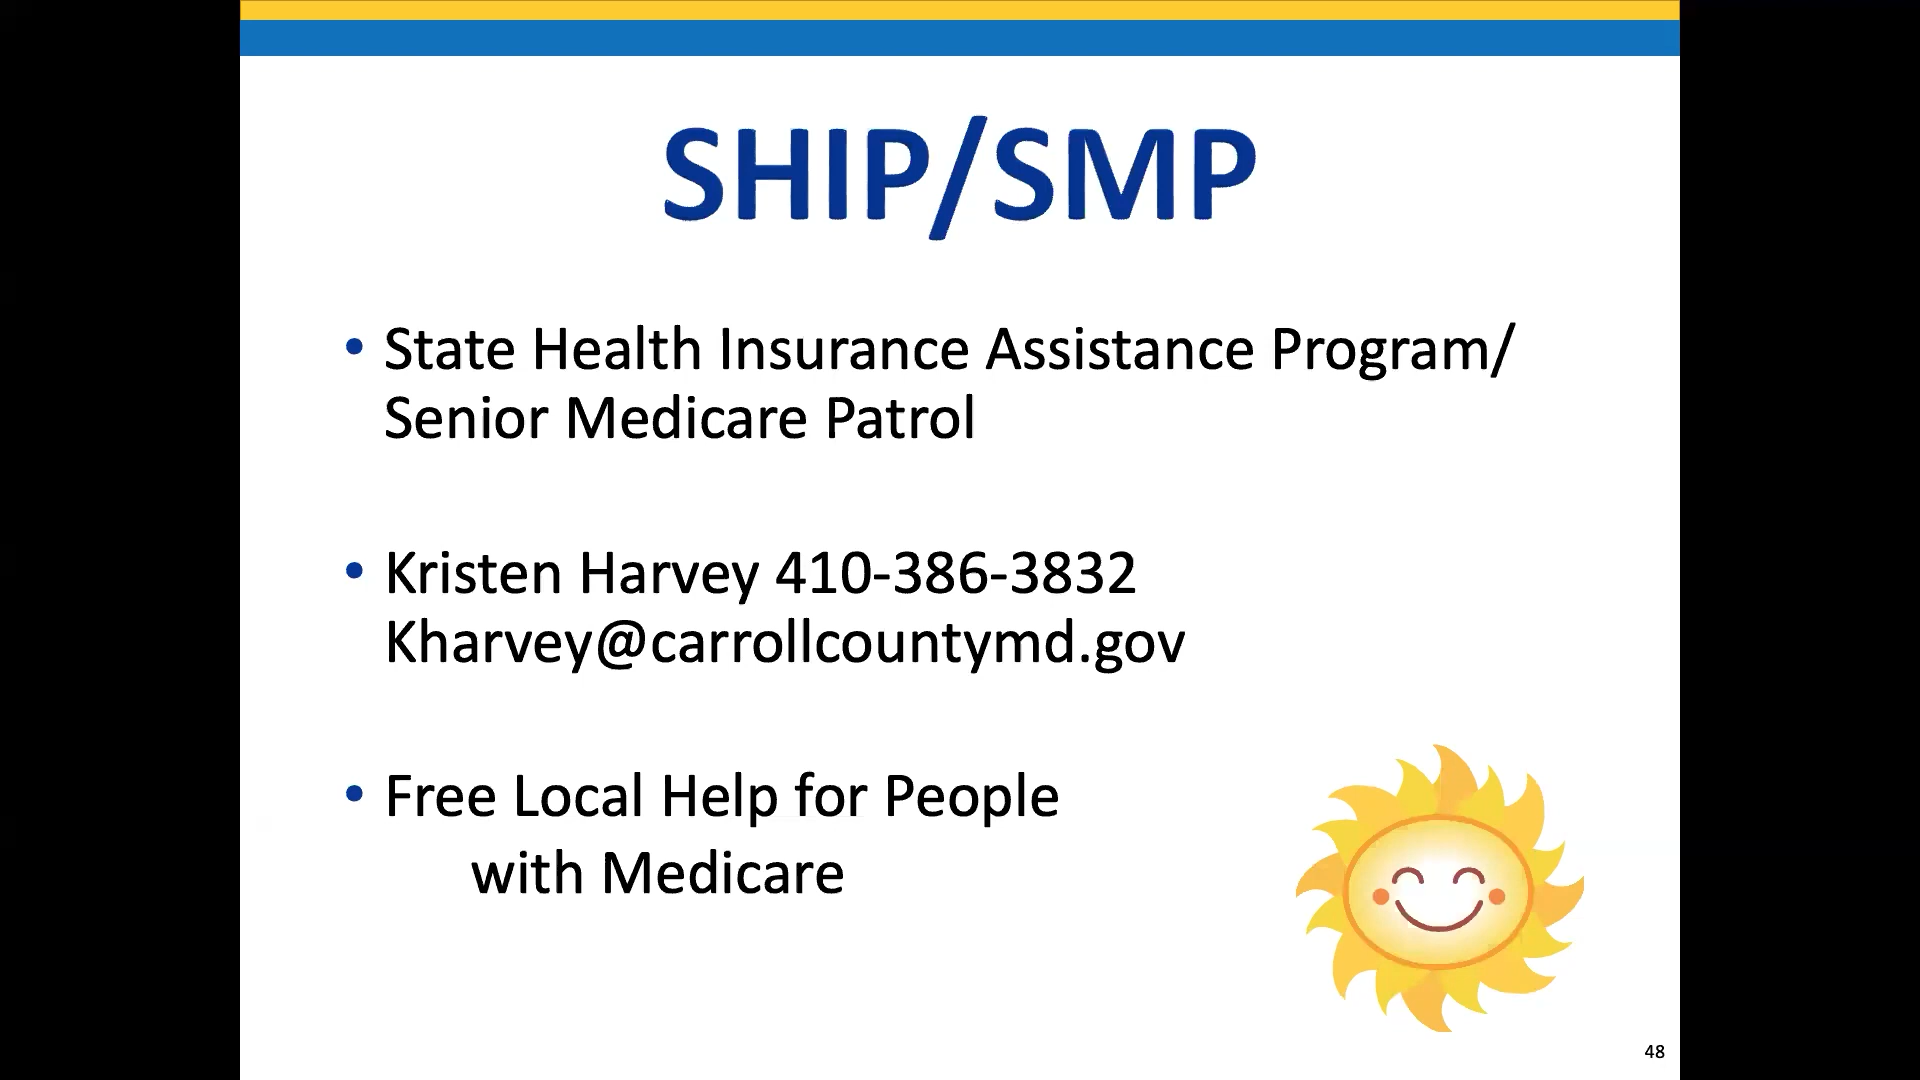 SHIP/SMP
• State Health Insurance Assistance Program/
Senior Medicare Patrol
• Kristen Harvey 410-386-3832
Kharvey@carrollcountymd.gov
• Free Local Help for People
with Medicare
48